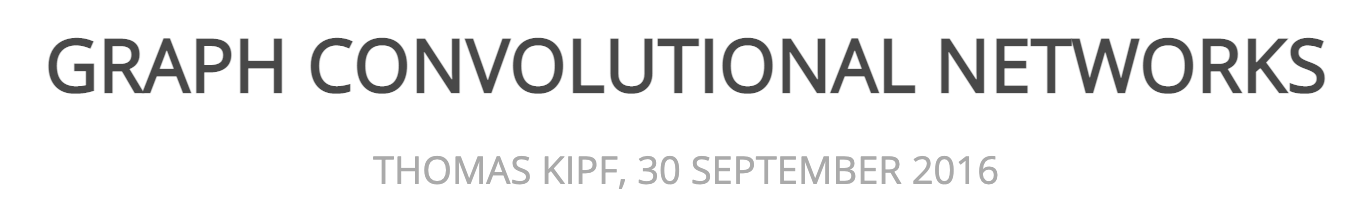 GRAPH CONVOLUTIONAL NETWORKS
THOMAS KIPF, 30 SEPTEMBER 2016